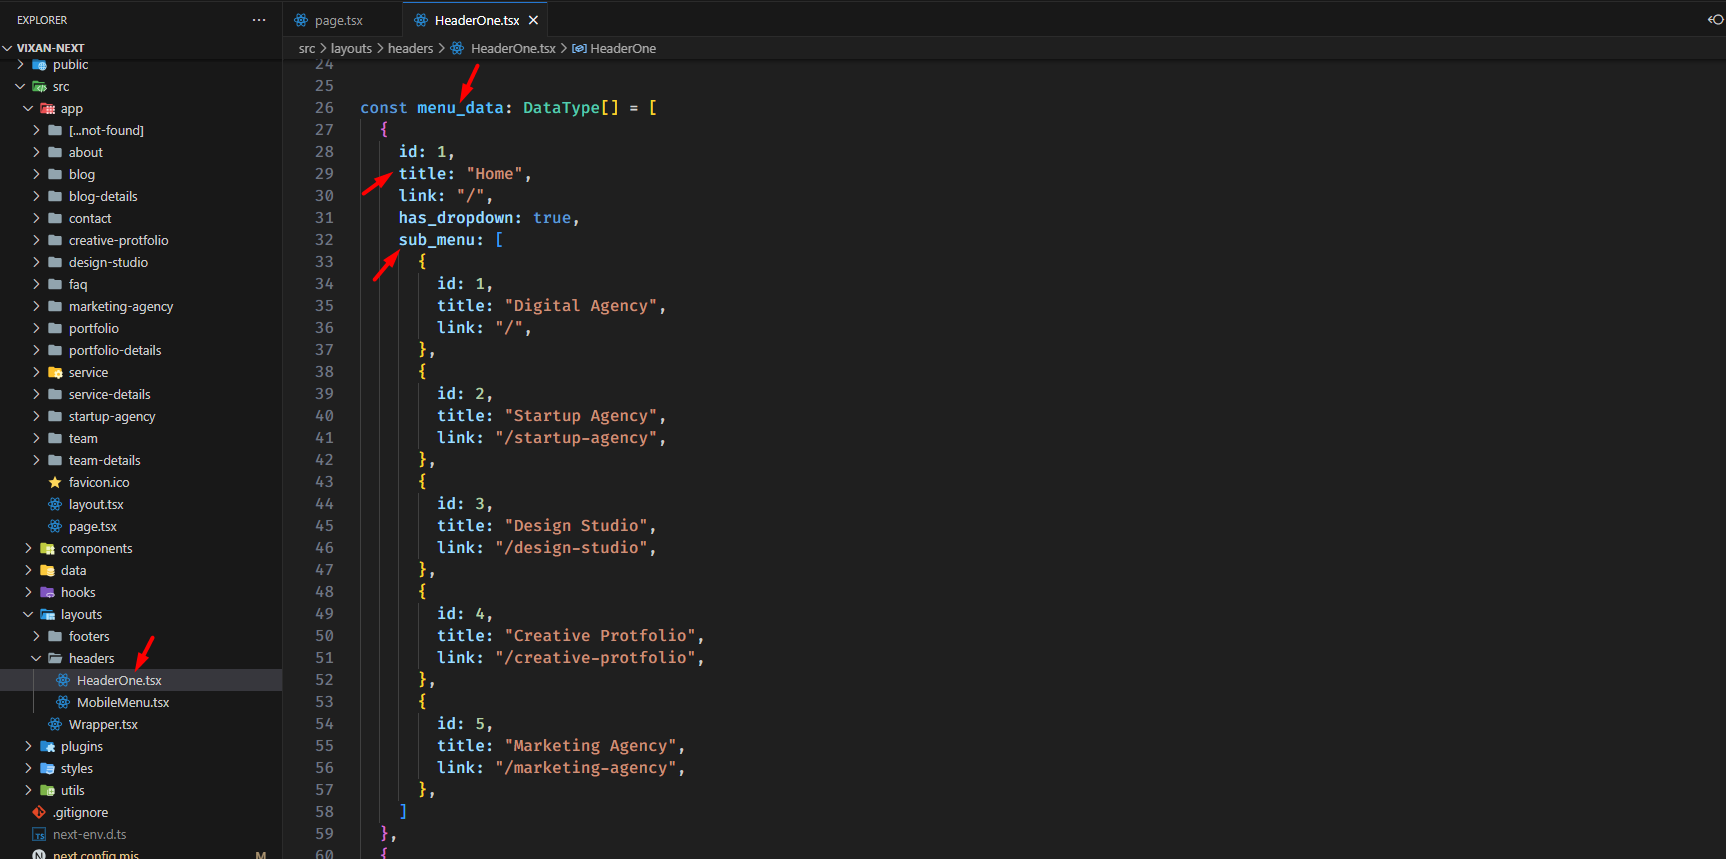 EXPLORER
VIXAN-NEXT
public
src
app
[...not-found]
about
blog
blog-details
contact
creative-protfolio
design-studio
faq
marketing-agency
portfolio
portfolio-details
service
service-details
startup-agency
team
team-details
favicon.ico
layout.tsx
page.tsx
components
data
hooks
layouts
footers
headers
HeaderOne.tsx
MobileMenu.tsx
Wrapper.tsx
plugins
styles
utils
.gitignore
next-env.d.ts
next.config.mjs M
page.tsx HeaderOne.tsx
src > layouts > headers > HeaderOne.tsx > HeaderOne
24
25
26 const menu_data: DataType[] = [
27 {
28 id: 1,
29 title: "Home",
30 link: "/",
31 has_dropdown: true,
32 sub_menu: [
33 {
34 id: 1,
35 title: "Digital Agency",
36 link: "/",
37 },
38 {
39 id: 2,
40 title: "Startup Agency",
41 link: "/startup-agency",
42 },
43 {
44 id: 3,
45 title: "Design Studio",
46 link: "/design-studio",
47 },
48 {
49 id: 4,
50 title: "Creative Protfolio",
51 link: "/creative-protfolio",
52 },
53 {
54 id: 5,
55 title: "Marketing Agency",
56 link: "/marketing-agency",
57 },
58 ]
59 },
60 {